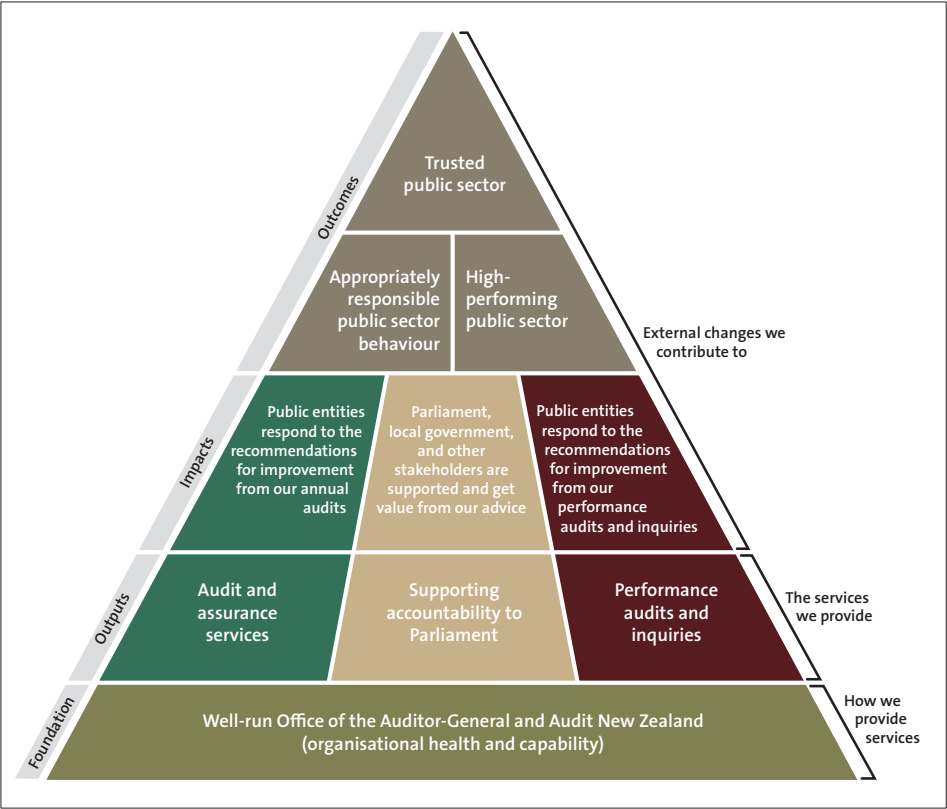 Outcomes
Trusted
public sector
Appropriately
responsible
public sector
behaviour
High-
performing
public sector
External changes we
contribute to
Impacts
Public entities
respond to the
recommendations
for improvement
from our annual
audits
Parliament,
local government,
and other
stakeholders are
supported and get
value from our advice
Public entities
respond to the
recommendations
for improvement
from our
performance
audits and inquiries
Outputs
Audit and
assurance
services
Supporting
accountability to
Parliament
Performance
audits and
inquiries
The services
we provide
Foundation
Well-run Office of the Auditor-General and Audit New Zealand
(organisational health and capability)
How we
provide
services